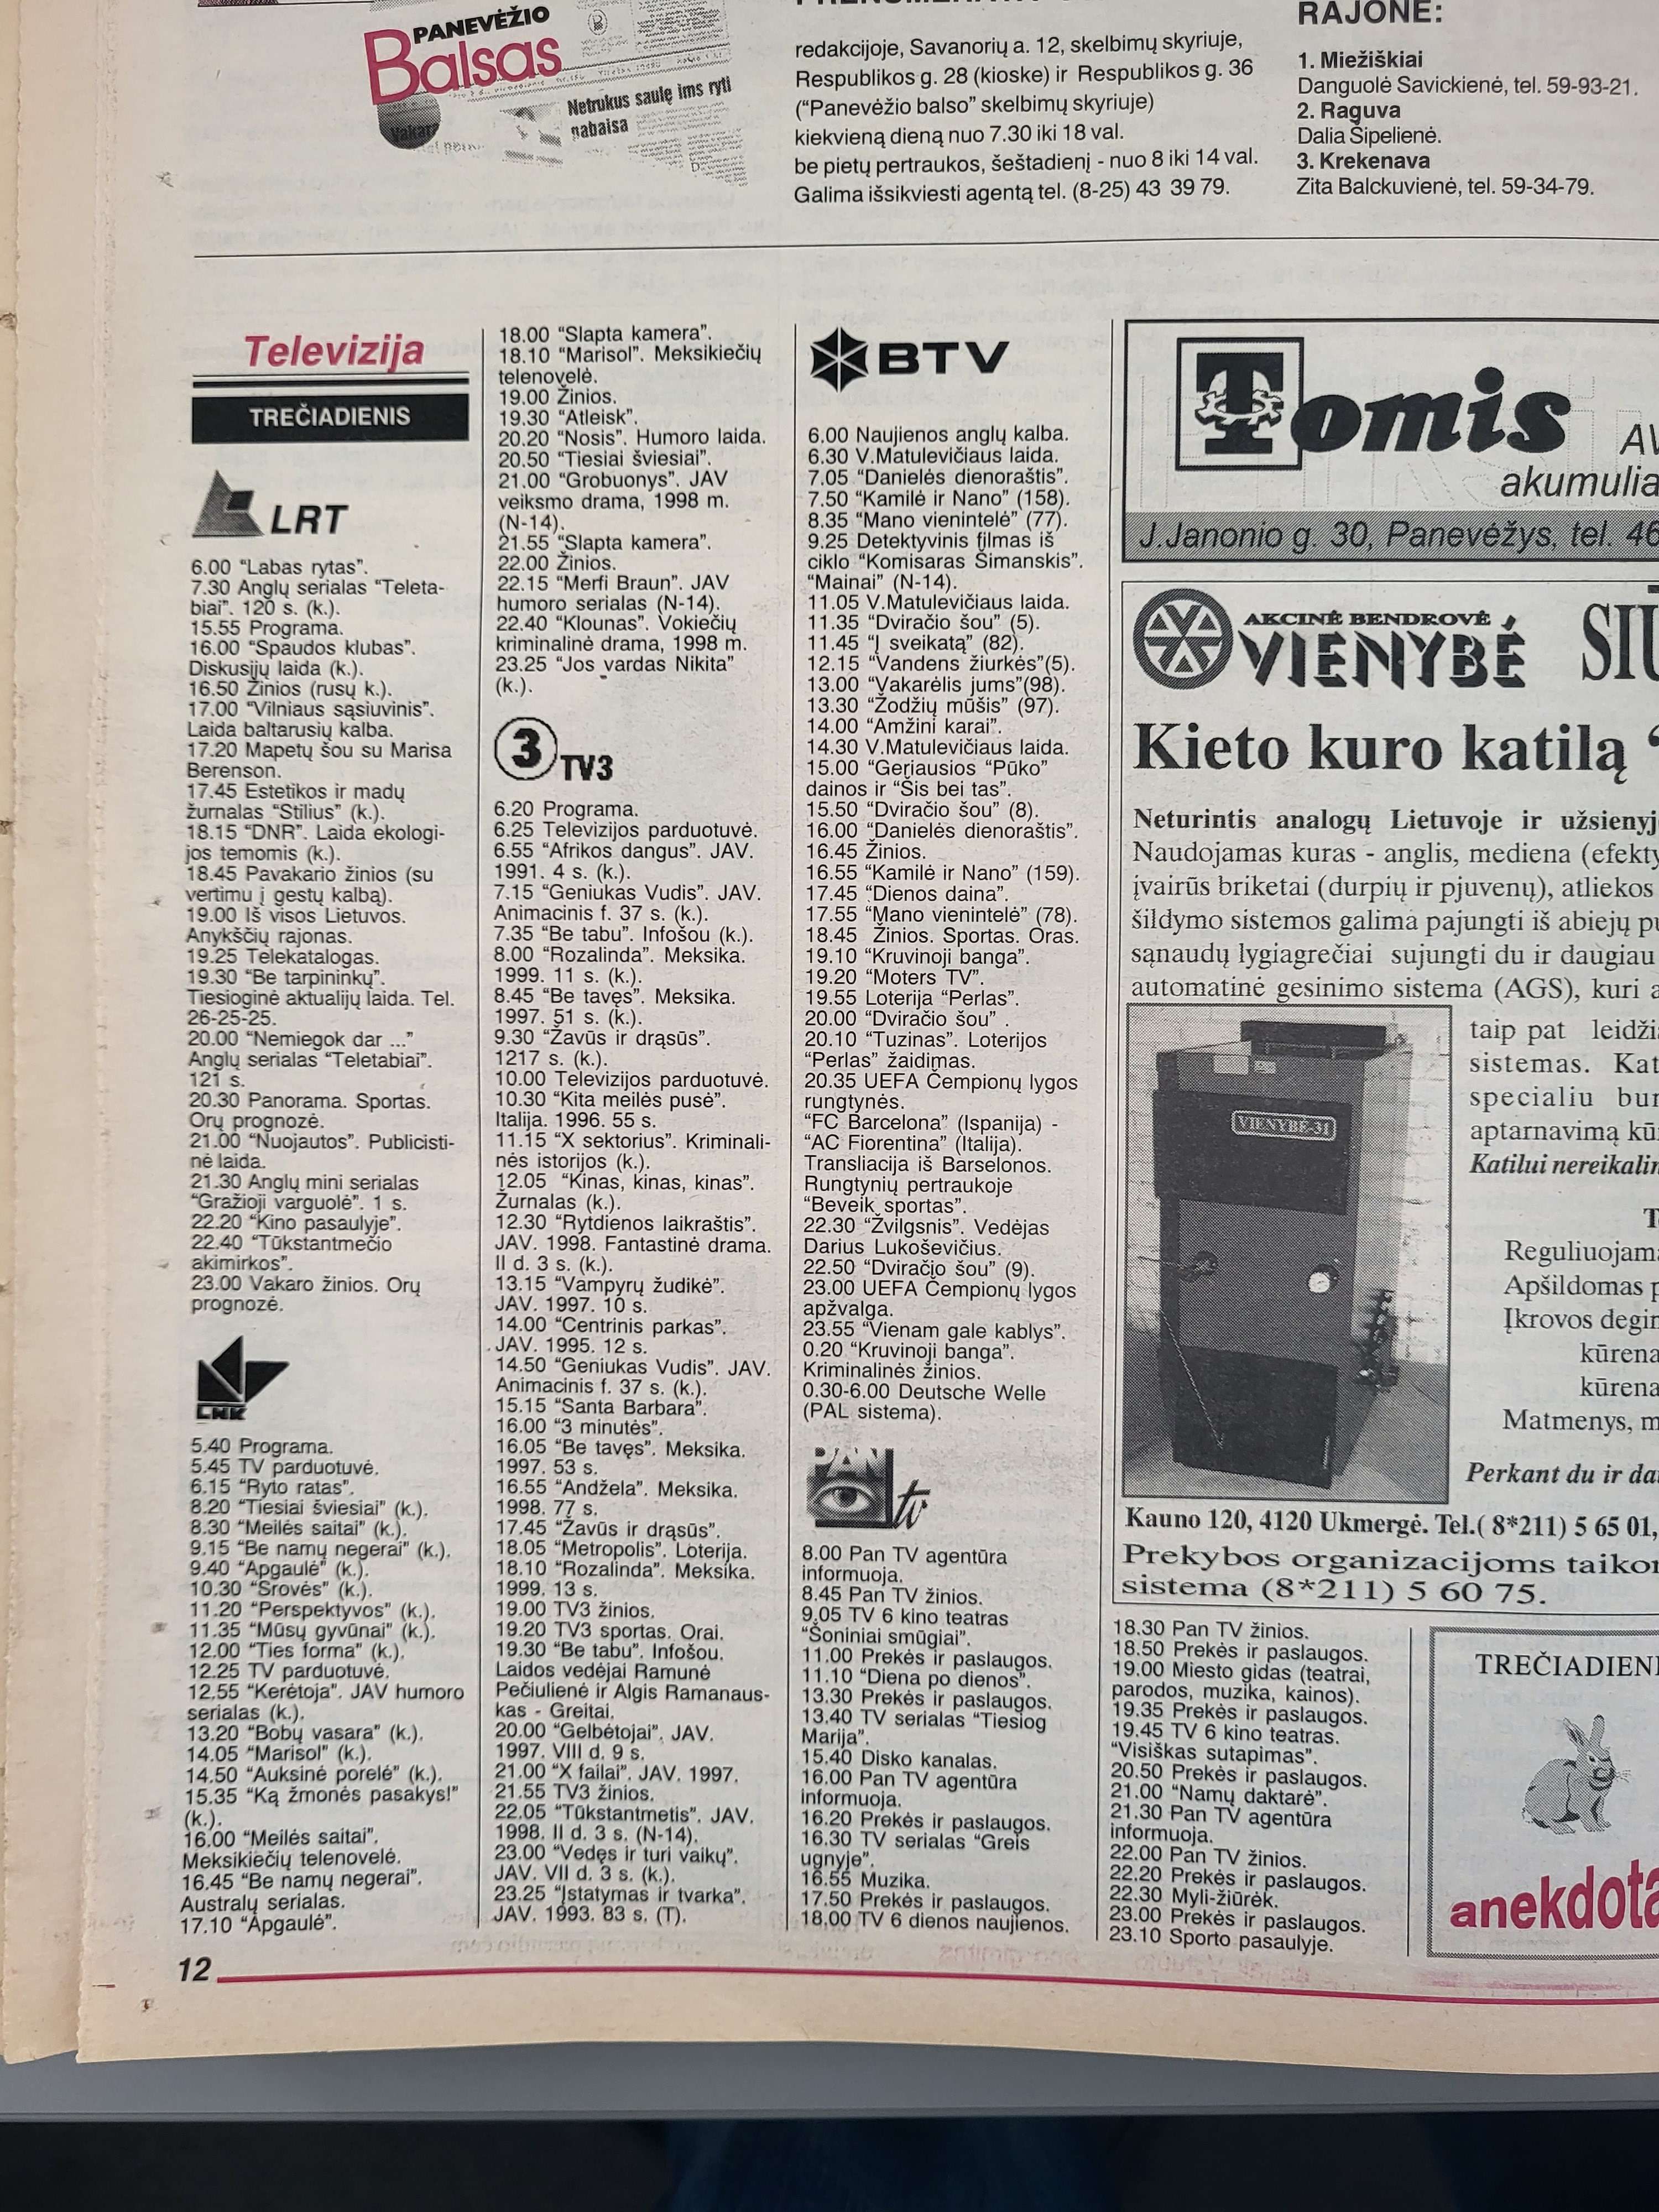 PANEVĖŽIO
Balsas
Netrukus saulę ims ryti
pabaisa
redakcijoje, Savanorių a. 12, skelbimų skyriuje,
Respublikos g. 28 (kioske) ir Respublikos g. 36
(“Panevėžio balso” skelbimų skyriuje)
kiekvieną dieną nuo 7.30 iki 18 val.
be pietų pertraukos, šeštadienį - nuo 8 iki 14 val.
Galima išsikviesti agentą tel. (8-25) 43 39 79.
RAJONE:
1. Miežiškiai
Danguolė Savickienė, tel. 59-93-21.
2. Raguva
Dalia Šipelienė.
3. Krekenava
Zita Balckuvienė, tel. 59-34-79.
Televizija
TREČIADIENIS
LRT
6.00 “Labas rytas”.
7.30 Anglų serialas “Teleta-
biai”. 120 s. (k.).
15.55 Programa.
16.00 “Spaudos klubas”.
Diskusijų laida (k.).
16.50 Žinios (rusų k.).
17.00 “Vilniaus sąsiuvinis”.
Laida baltarusių kalba.
17.20 Mapetų šou su Marisa
Berenson.
17.45 Estetikos ir madų
žurnalas “Stilius” (k.).
18.15 “DNR”. Laida ekologi-
jos temomis (k.).
18.45 Pavakario žinios (su
vertimu į gestų kalbą).
19.00 Iš visos Lietuvos.
Anykščių rajonas.
19.25 Telekatalogas.
19.30 “Be tarpininkų”.
Tiesioginė aktualijų laida. Tel.
26-25-25.
20.00 “Nemiegok dar ...”
Anglų serialas “Teletabiai”.
121 s.
20.30 Panorama. Sportas.
Orų prognozė.
21.00 “Nuojautos”. Publicisti-
nė laida.
21.30 Anglų mini serialas
“Gražioji varguolė”. 1 s.
22.20 “Kino pasaulyje”.
22.40 “Tūkstantmečio
akimirkos”.
23.00 Vakaro žinios. Orų
prognozė.
LNK
5.40 Programa.
5.45 TV parduotuvė.
6.15 “Ryto ratas”.
8.20 “Tiesiai šviesiai” (k.).
8.30 “Meilės saitai” (k.).
9.15 “Be namų negerai” (k.).
9.40 “Apgaulė” (k.).
10.30 “Srovės” (k.).
11.20 “Perspektyvos” (k.).
11.35 “Mūsų gyvūnai” (k.).
12.00 “Ties forma” (k.).
12.25 TV parduotuvė.
12.55 “Kerėtoja”. JAV humoro
serialas (k.).
13.20 “Bobų vasara” (k.).
14.05 “Marisol” (k.).
14.50 “Auksinė porelė” (k.).
15.35 “Ką žmonės pasakys!”
(k.).
16.00 “Meilės saitai”.
Meksikiečių telenovelė.
16.45 “Be namų negerai”.
Australų serialas.
17.10 “Apgaulė”.
18.00 “Slapta kamera”.
18.10 “Marisol”. Meksikiečių
telenovelė.
19.00 Žinios.
19.30 “Atleisk”.
20.20 “Nosis”. Humoro laida.
20.50 “Tiesiai šviesiai”.
21.00 “Grobuonys”. JAV
veiksmo drama, 1998 m.
(N-14).
21.55 “Slapta kamera”.
22.00 Žinios.
22.15 “Merfi Braun”. JAV
humoro serialas (N-14).
22.40 “Klounas”. Vokiečių
kriminalinė drama, 1998 m.
23.25 “Jos vardas Nikita”
(k.).
3 TV3
6.20 Programa.
6.25 Televizijos parduotuvė.
6.55 “Afrikos dangus”. JAV.
1991. 4 s. (k.).
7.15 “Geniukas Vudis”. JAV.
Animacinis f. 37 s. (k.).
7.35 “Be tabu”. Infošou (k.).
8.00 “Rozalinda”. Meksika.
1999. 11 s. (k.).
8.45 “Be tavęs”. Meksika.
1997. 51 s. (k.).
9.30 “Žavūs ir drąsūs”.
1217 s. (k.).
10.00 Televizijos parduotuvė.
10.30 “Kita meilės pusė”.
Italija. 1996. 55 s.
11.15 “X sektorius”. Kriminali-
nės istorijos (k.).
12.05 “Kinas, kinas, kinas”.
Žurnalas (k.).
12.30 “Rytdienos laikraštis”.
JAV. 1998. Fantastinė drama.
II d. 3 s. (k.).
13.15 “Vampyrų žudikė”.
JAV. 1997. 10 s.
14.00 “Centrinis parkas”.
JAV. 1995. 12 s.
14.50 “Geniukas Vudis”. JAV.
Animacinis f. 37 s. (k.).
15.15 “Santa Barbara”.
16.00 “3 minutės”.
16.05 “Be tavęs”. Meksika.
1997. 53 s.
16.55 “Andžela”. Meksika.
1998. 77 s.
17.45 “Žavūs ir drąsūs”.
18.05 “Metropolis”. Loterija.
18.10 “Rozalinda”. Meksika.
1999. 13 s.
19.00 TV3 žinios.
19.20 TV3 sportas. Orai.
19.30 “Be tabu”. Infošou.
Laidos vedėjai Ramunė
Pečiulienė ir Algis Ramanaus-
kas - Greitai.
20.00 “Gelbėtojai”. JAV.
1997. VIII d. 9 s.
21.00 “X failai”. JAV. 1997.
21.55 TV3 žinios.
22.05 “Tūkstantmetis”. JAV.
1998. II d. 3 s. (N-14).
23.00 “Vedęs ir turi vaikų”.
JAV. VII d. 3 s. (k.).
23.25 “Įstatymas ir tvarka”.
JAV. 1993. 83 s. (T).
BTV
6.00 Naujienos anglų kalba.
6.30 V.Matulevičiaus laida.
7.05 “Danielės dienoraštis”.
7.50 “Kamilė ir Nano” (158).
8.35 “Mano vienintelė” (77).
9.25 Detektyvinis filmas iš
ciklo “Komisaras Šimanskis”.
“Mainai” (N-14).
11.05 V.Matulevičiaus laida.
11.35 “Dviračio šou” (5).
11.45 “Į sveikatą” (82).
12.15 “Vandens žiurkės”(5).
13.00 “Vakarėlis jums”(98).
13.30 “Žodžių mūšis” (97).
14.00 “Amžini karai”.
14.30 V.Matulevičiaus laida.
15.00 “Geriausios “Pūko”
dainos ir “Šis bei tas”.
15.50 “Dviračio šou” (8).
16.00 “Danielės dienoraštis”.
16.45 Žinios.
16.55 “Kamilė ir Nano” (159).
17.45 “Dienos daina”.
17.55 “Mano vienintelė” (78).
18.45 Žinios. Sportas. Oras.
19.10 “Kruvinoji banga”.
19.20 “Moters TV”.
19.55 Loterija “Perlas”.
20.00 “Dviračio šou” .
20.10 “Tuzinas”. Loterijos
“Perlas” žaidimas.
20.35 UEFA Čempionų lygos
rungtynės.
“FC Barcelona” (Ispanija) -
“AC Fiorentina” (Italija).
Transliacija iš Barselonos.
Rungtynių pertraukoje
“Beveik sportas”.
22.30 “Žvilgsnis”. Vedėjas
Darius Lukoševičius.
22.50 “Dviračio šou” (9).
23.00 UEFA Čempionų lygos
apžvalga.
23.55 “Vienam gale kablys”.
0.20 “Kruvinoji banga”.
Kriminalinės žinios.
0.30-6.00 Deutsche Welle
(PAL sistema).
PAN tv
8.00 Pan TV agentūra
informuoja.
8.45 Pan TV žinios.
9.05 TV 6 kino teatras
“Šoniniai smūgiai”.
11.00 Prekės ir paslaugos.
11.10 “Diena po dienos”.
13.30 Prekės ir paslaugos.
13.40 TV serialas “Tiesiog
Marija”.
15.40 Disko kanalas.
16.00 Pan TV agentūra
informuoja.
16.20 Prekės ir paslaugos.
16.30 TV serialas “Greis
ugnyje”.
16.55 Muzika.
17.50 Prekės ir paslaugos.
18.00 TV 6 dienos naujienos.
18.30 Pan TV žinios.
18.50 Prekės ir paslaugos.
19.00 Miesto gidas (teatrai,
parodos, muzika, kainos).
19.35 Prekės ir paslaugos.
19.45 TV 6 kino teatras.
“Visiškas sutapimas”.
20.50 Prekės ir paslaugos.
21.00 “Namų daktarė”.
21.30 Pan TV agentūra
informuoja.
22.00 Pan TV žinios.
22.20 Prekės ir paslaugos.
22.30 Myli-žiūrėk.
23.00 Prekės ir paslaugos.
23.10 Sporto pasaulyje.
Tomis
AV
akumulia
J.Janonio g. 30, Panevėžys, tel. 46
AKCINĖ BENDROVĖ
VIENYBĖ
SIŪ
Kieto kuro katilą “
Neturintis analogų Lietuvoje ir užsienyj
Naudojamas kuras - anglis, mediena (efekty
įvairūs briketai (durpių ir pjuvenų), atliekos
šildymo sistemos galima pajungti iš abiejų pu
sąnaudų lygiagrečiai sujungti du ir daugiau
automatinė gesinimo sistema (AGS), kuri a
taip pat leidžia
sistemas. Kat
specialiu bur
aptarnavimą kū
Katilui nereikalin
VIENYBĖ-31
T
Reguliuojama
Apšildomas p
Įkrovos degin
kūrena
kūrena
Matmenys, m
Perkant du ir da
Kauno 120, 4120 Ukmergė. Tel.( 8*211) 5 65 01,
Prekybos organizacijoms taikom
sistema (8*211) 5 60 75.
TREČIADIENI
anekdota
12